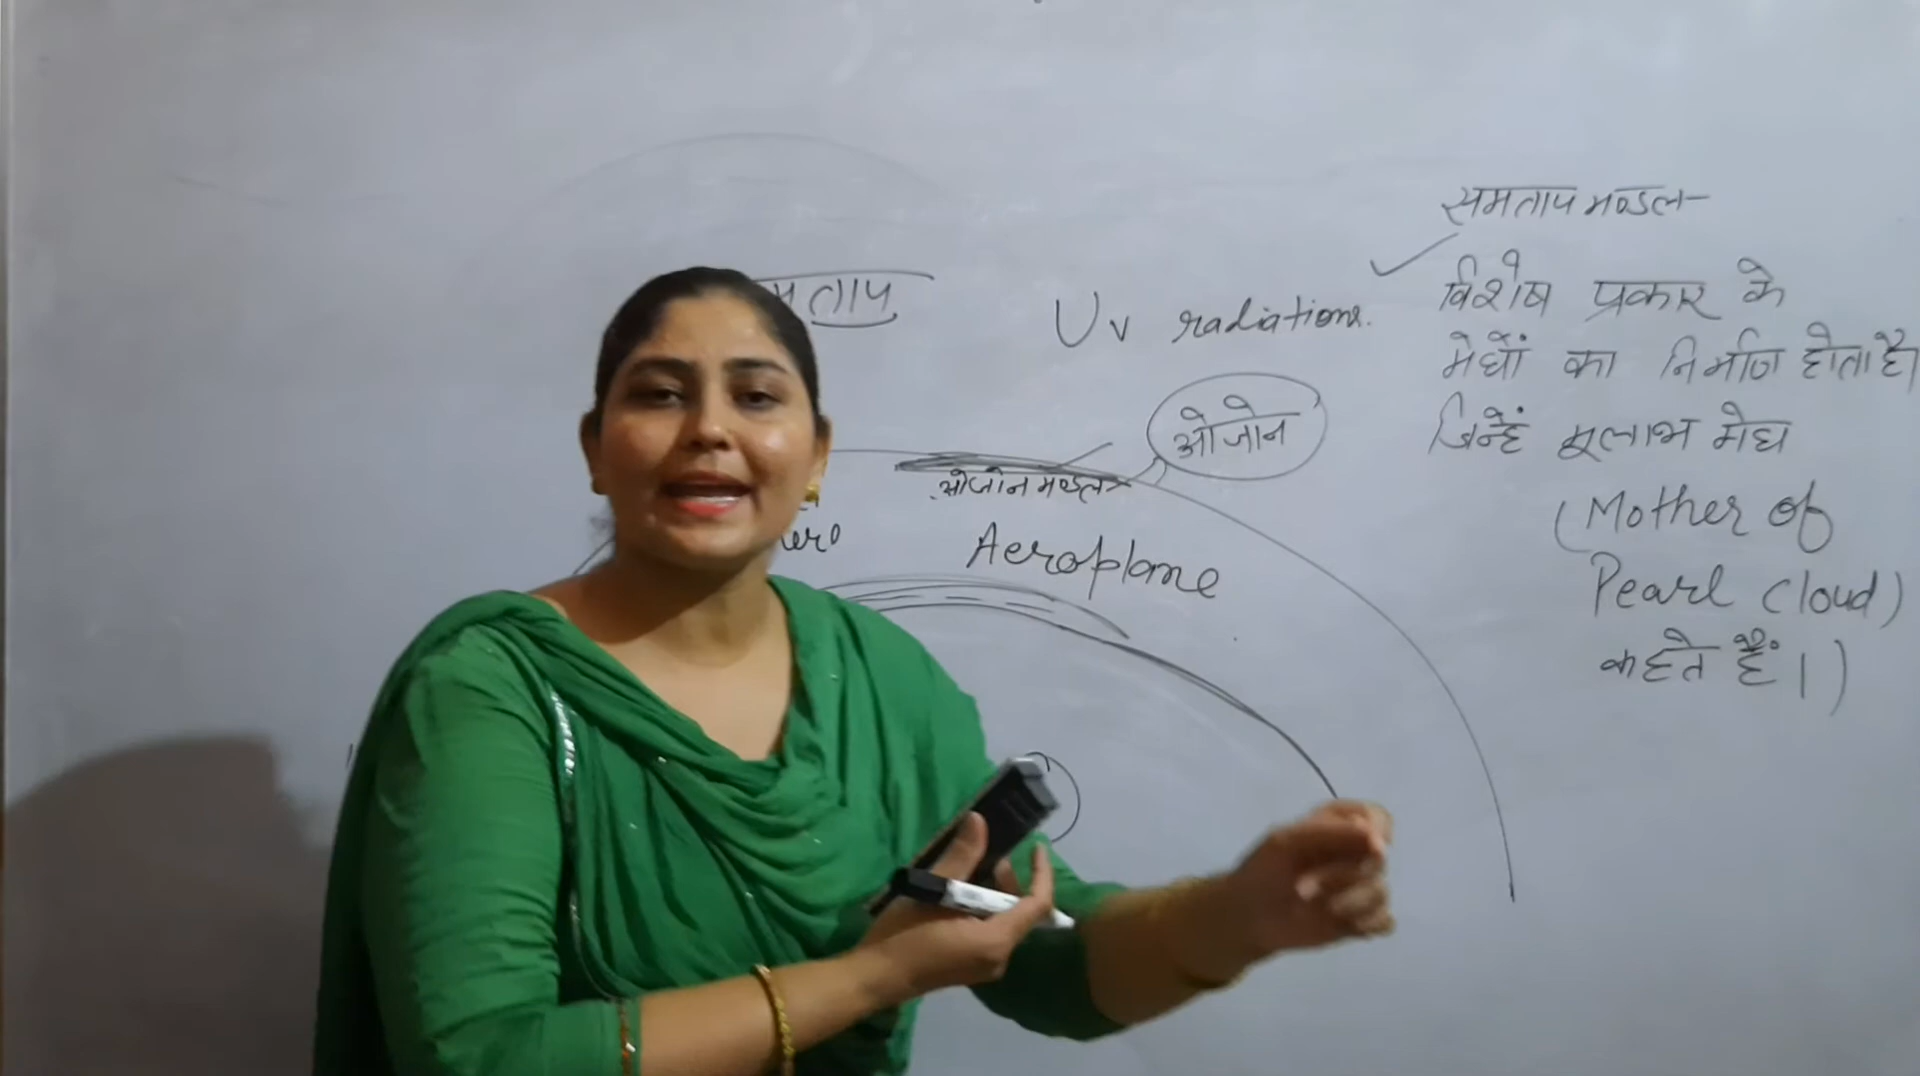 समताप मण्डल-
विशेष प्रकार के
मेघों का निर्माण होता है
जिन्हें मूलाभ मेघ
(Mother of
Pearl cloud)
कहते हैं।)
ताप
Uv radiations.
ओजोन
ओजोन मण्डल
Aeroplane